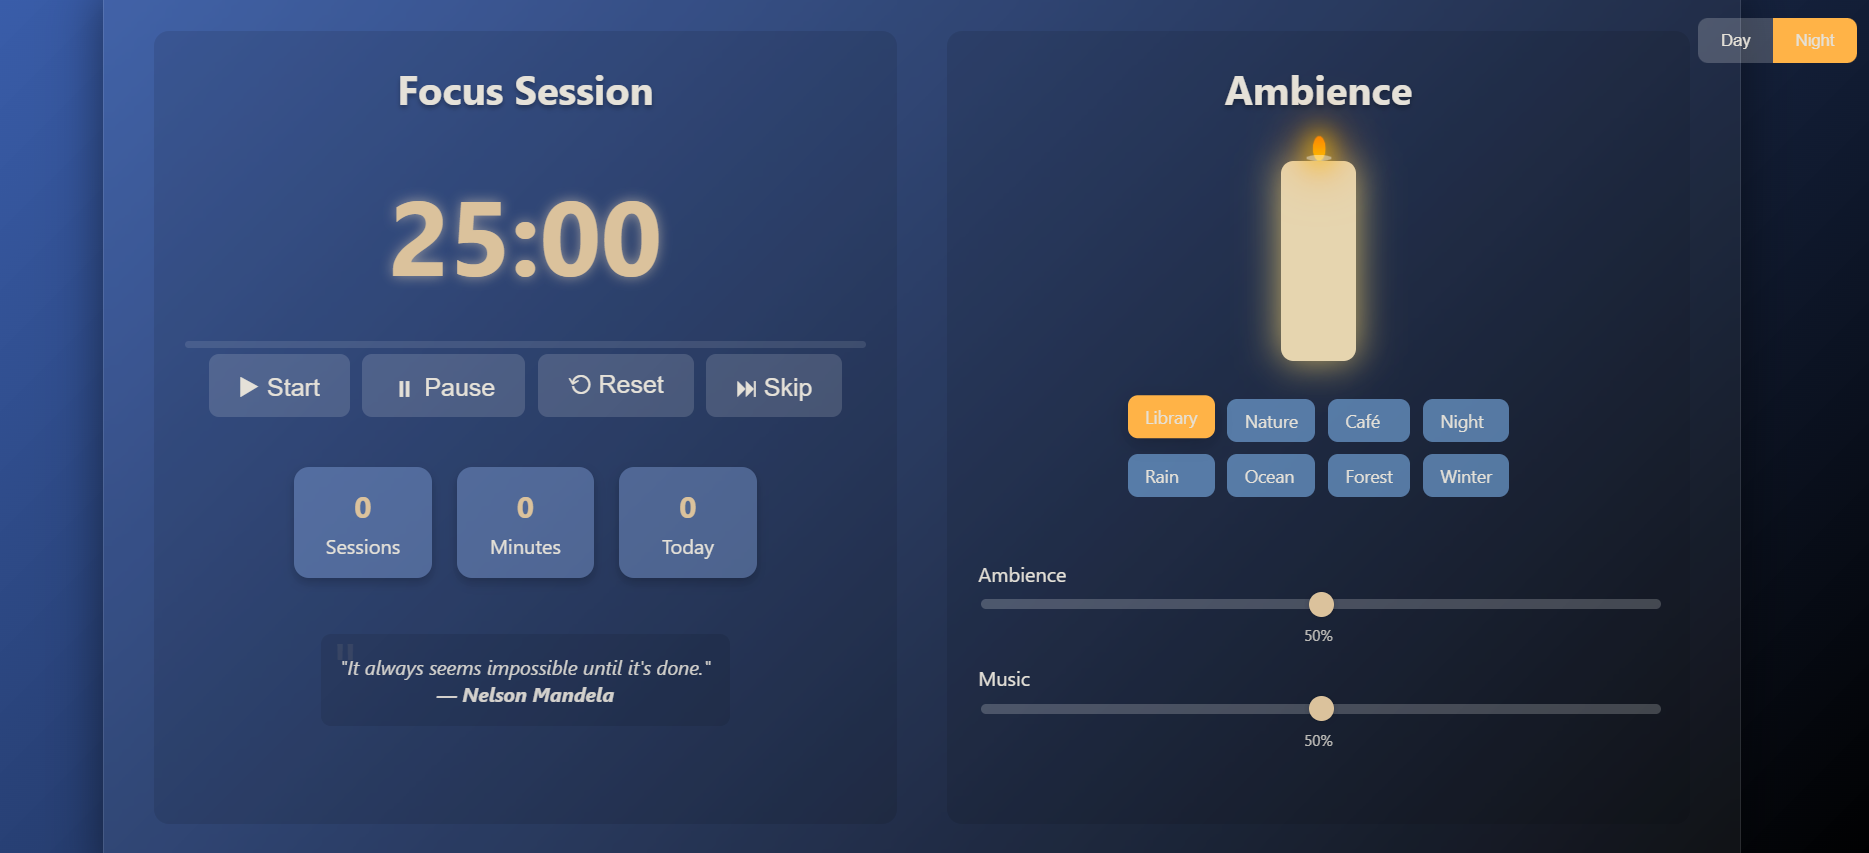 Day
Night
Focus Session
25:00
Start
Pause
Reset
Skip
0
Sessions
0
Minutes
0
Today
"It always seems impossible until it's done."
— Nelson Mandela
Ambience
Library
Nature
Café
Night
Rain
Ocean
Forest
Winter
Ambience
50%
Music
50%